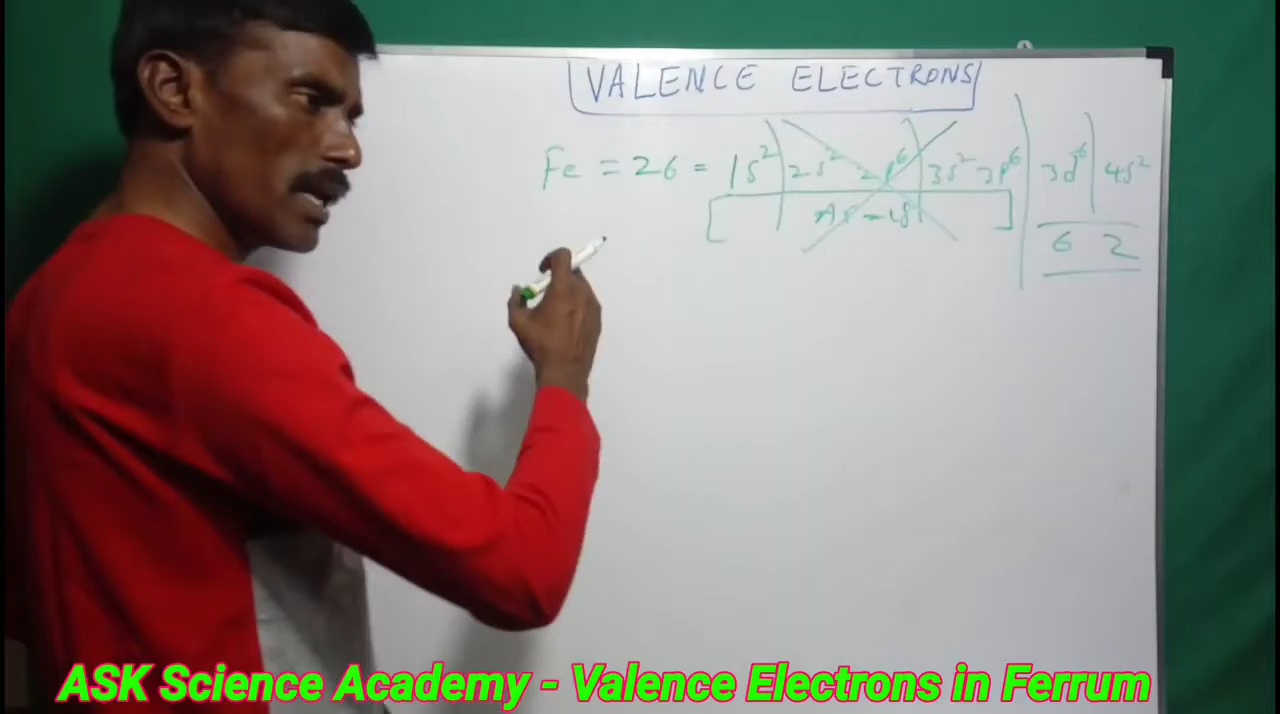 VALENCE ELECTRONS
Fe = 26 = 1s² 2s² 2p⁶ 3s² 3p⁶ 3d⁶ 4s²
Ar - 18
6 2
ASK Science Academy - Valence Electrons in Ferrum